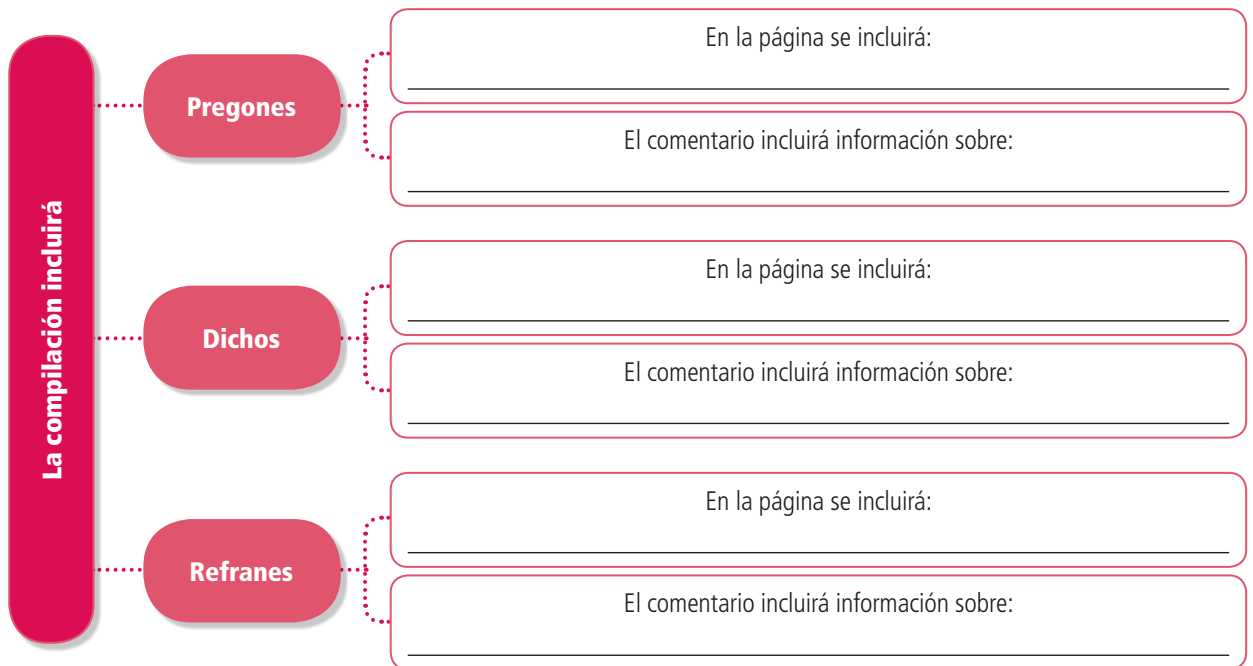 La compilación incluirá
Pregones
En la página se incluirá:
El comentario incluirá información sobre:
Dichos
En la página se incluirá:
El comentario incluirá información sobre:
Refranes
En la página se incluirá:
El comentario incluirá información sobre: